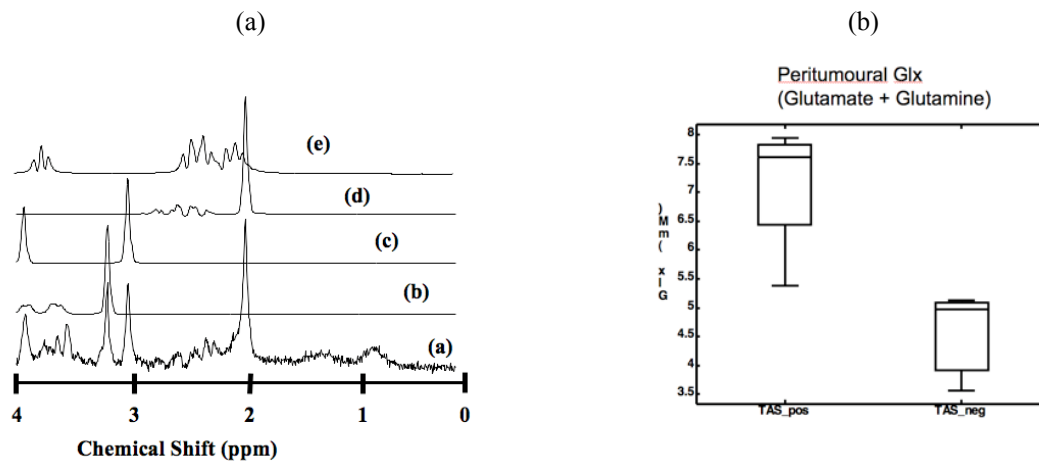 (a)
(e)
(d)
(c)
(b)
(a)
4 3 2 1 0
Chemical Shift (ppm)
(b)
Peritumoural Glx
(Glutamate + Glutamine)
8
7.5
6.5
6
5.5
5
4.5
4
3.5
Glx (mM)
TAS_pos TAS_neg